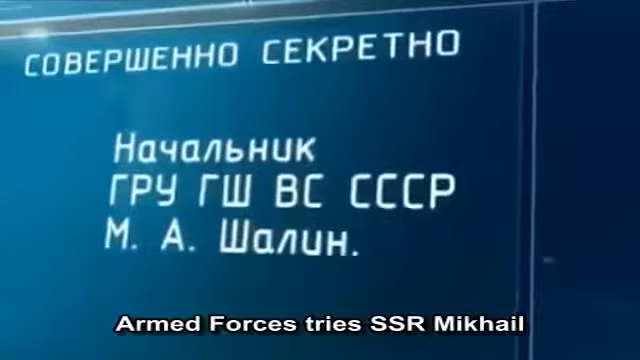 СОВЕРШЕННО СЕКРЕТНО
Начальник
ГРУ ГШ ВС СССР
М. А. Шалин.
Armed Forces tries SSR Mikhail